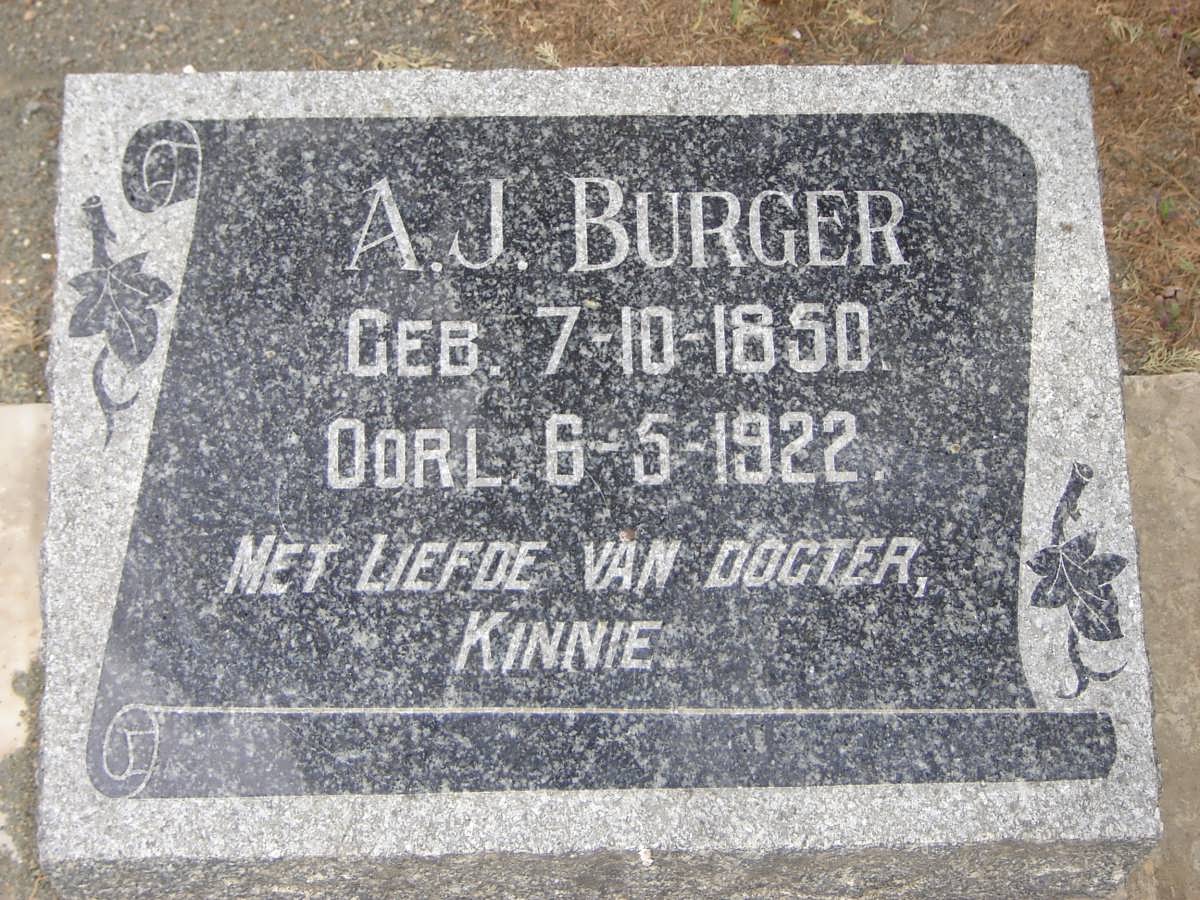 A.J. BURGER
GEB. 7-10-1850.
OORL. 6-5-1922.
MET LIEFDE VAN DOGTER,
KINNIE.